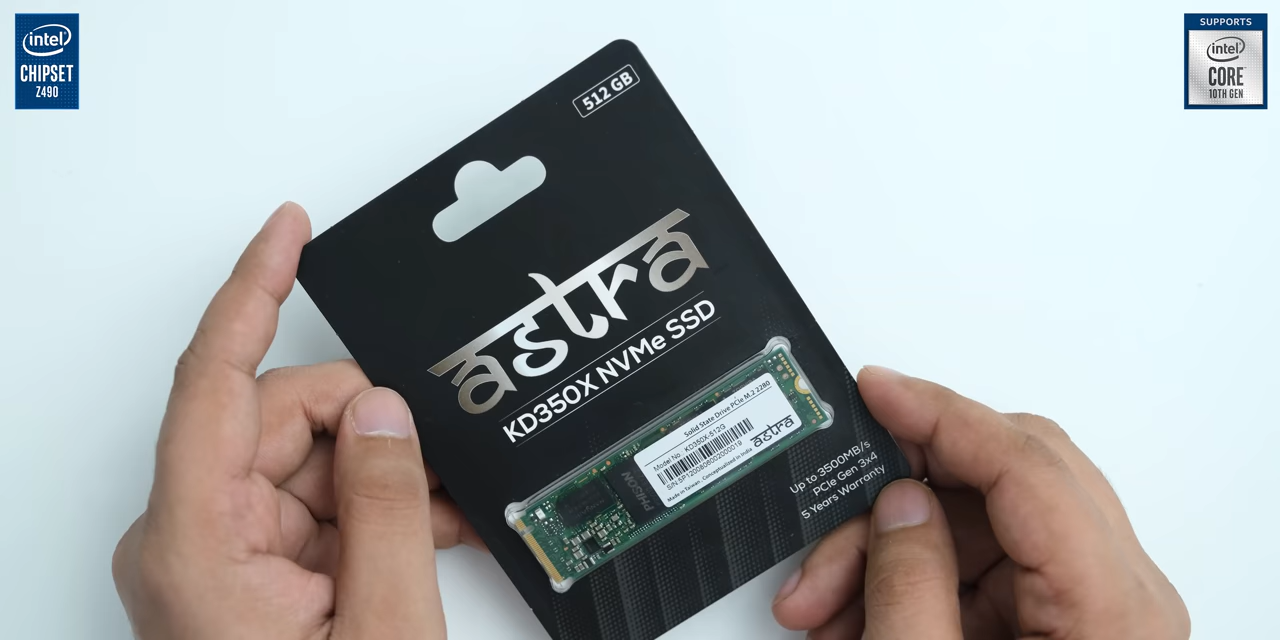 intel
CHIPSET
Z490
SUPPORTS
intel
CORE
10TH GEN
512 GB
astra
KD350X NVMe SSD
Solid State Drive PCIe M.2 2280
Model No.: KD350X-512G
S/N:SP1200608002000019
Made in Taiwan . Conceptualized in India
astra
PHISON
Up to 3500MB/s
PCIe Gen 3x4
5 Years Warranty